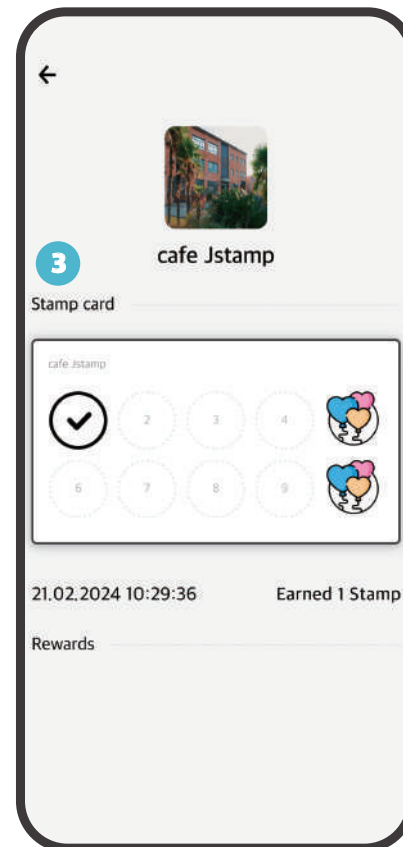 cafe Jstamp
3
Stamp card
cafe Jstamp
2 3 4
6 7 8 9
21.02.2024 10:29:36 Earned 1 Stamp
Rewards